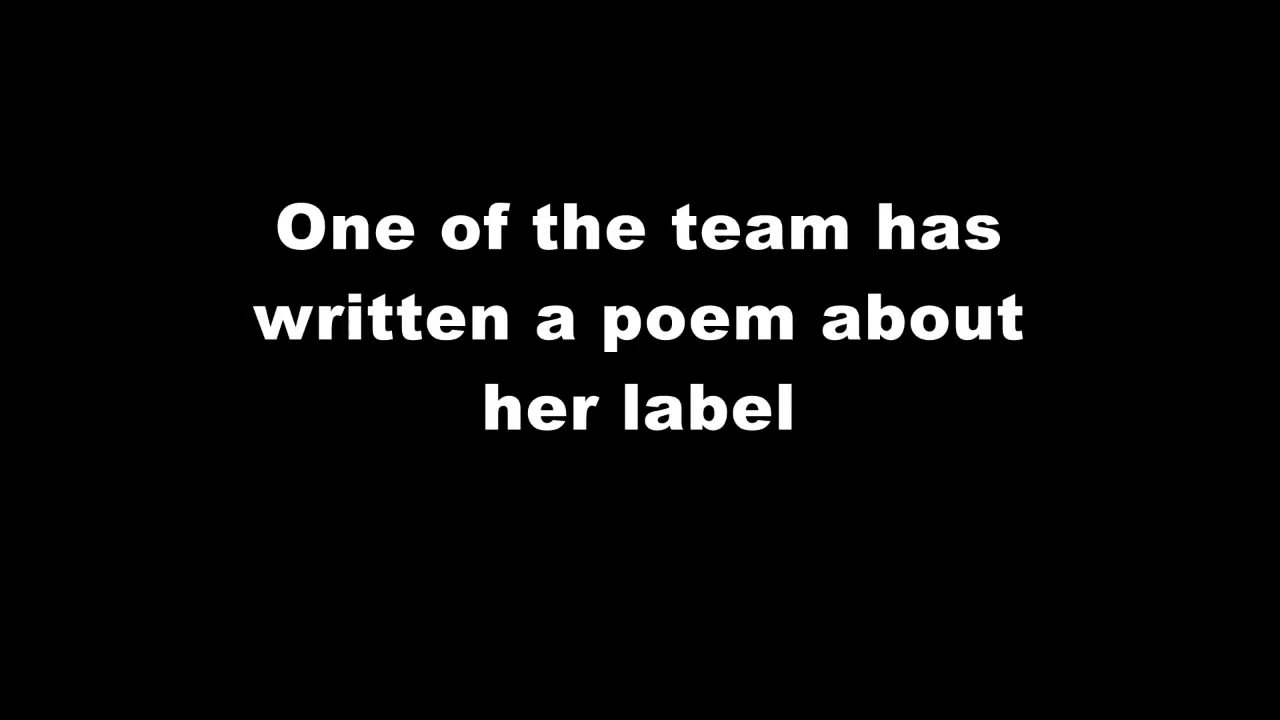 One of the team has
written a poem about
her label